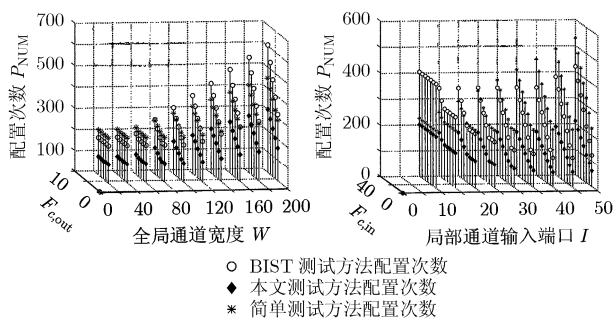 700
500
300
100
配置次数 P_NUM
10
0
F_c,out
0 40 80 120 160 200
全局通道宽度 W
600
400
200
0
配置次数 P_NUM
40
0
F_c,in
0 10 20 30 40 50
局部通道输入端口 I
○ BIST 测试方法配置次数
◆ 本文测试方法配置次数
✳ 简单测试方法配置次数